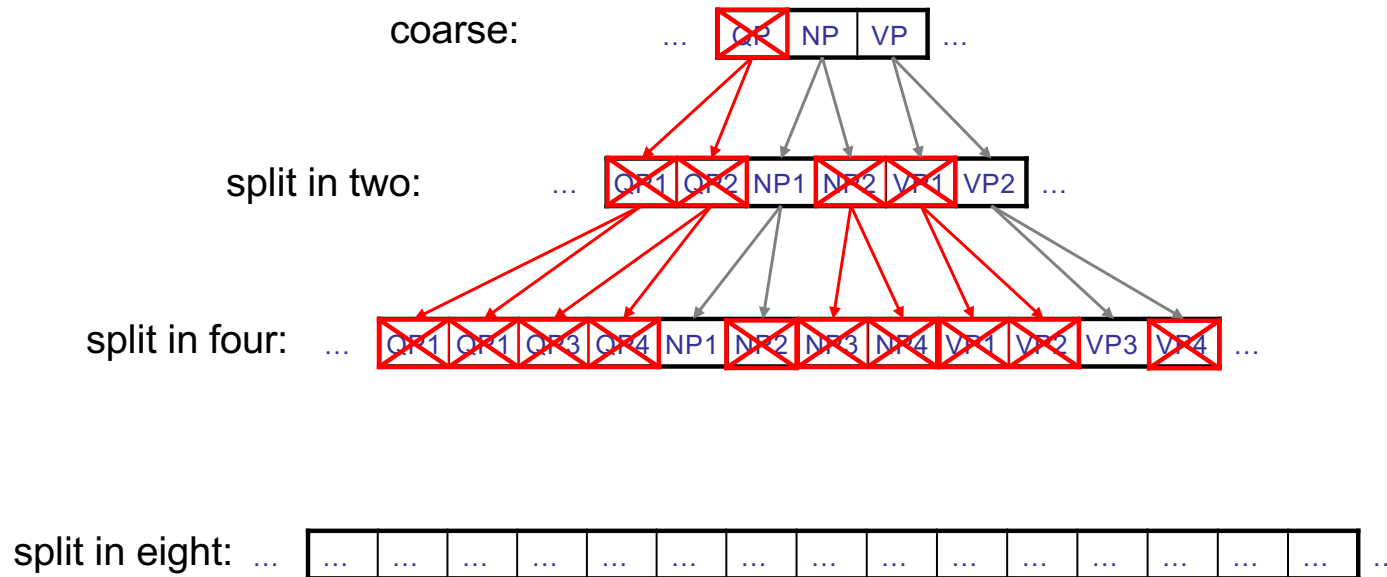 coarse: … QP NP VP …
split in two: … QP1 QP2 NP1 NP2 VP1 VP2 …
split in four: … QP1 QP1 QP3 QP4 NP1 NP2 NP3 NP4 VP1 VP2 VP3 VP4 …
split in eight: … … … … … … … … … … … … … … … … …